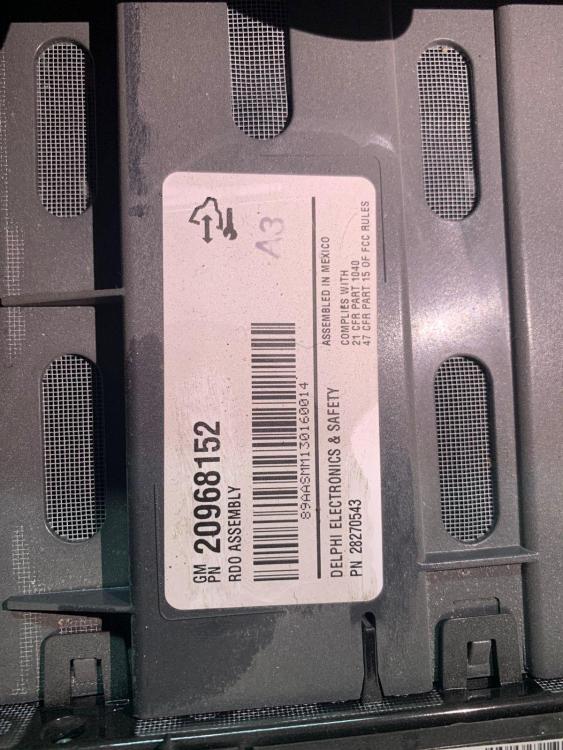 GM
PN 20968152
RDO ASSEMBLY
89AASMM130160014
DELPHI ELECTRONICS & SAFETY
PN 28270543
A3
ASSEMBLED IN MEXICO
COMPLIES WITH
21 CFR PART 1040
47 CFR PART 15 OF FCC RULES